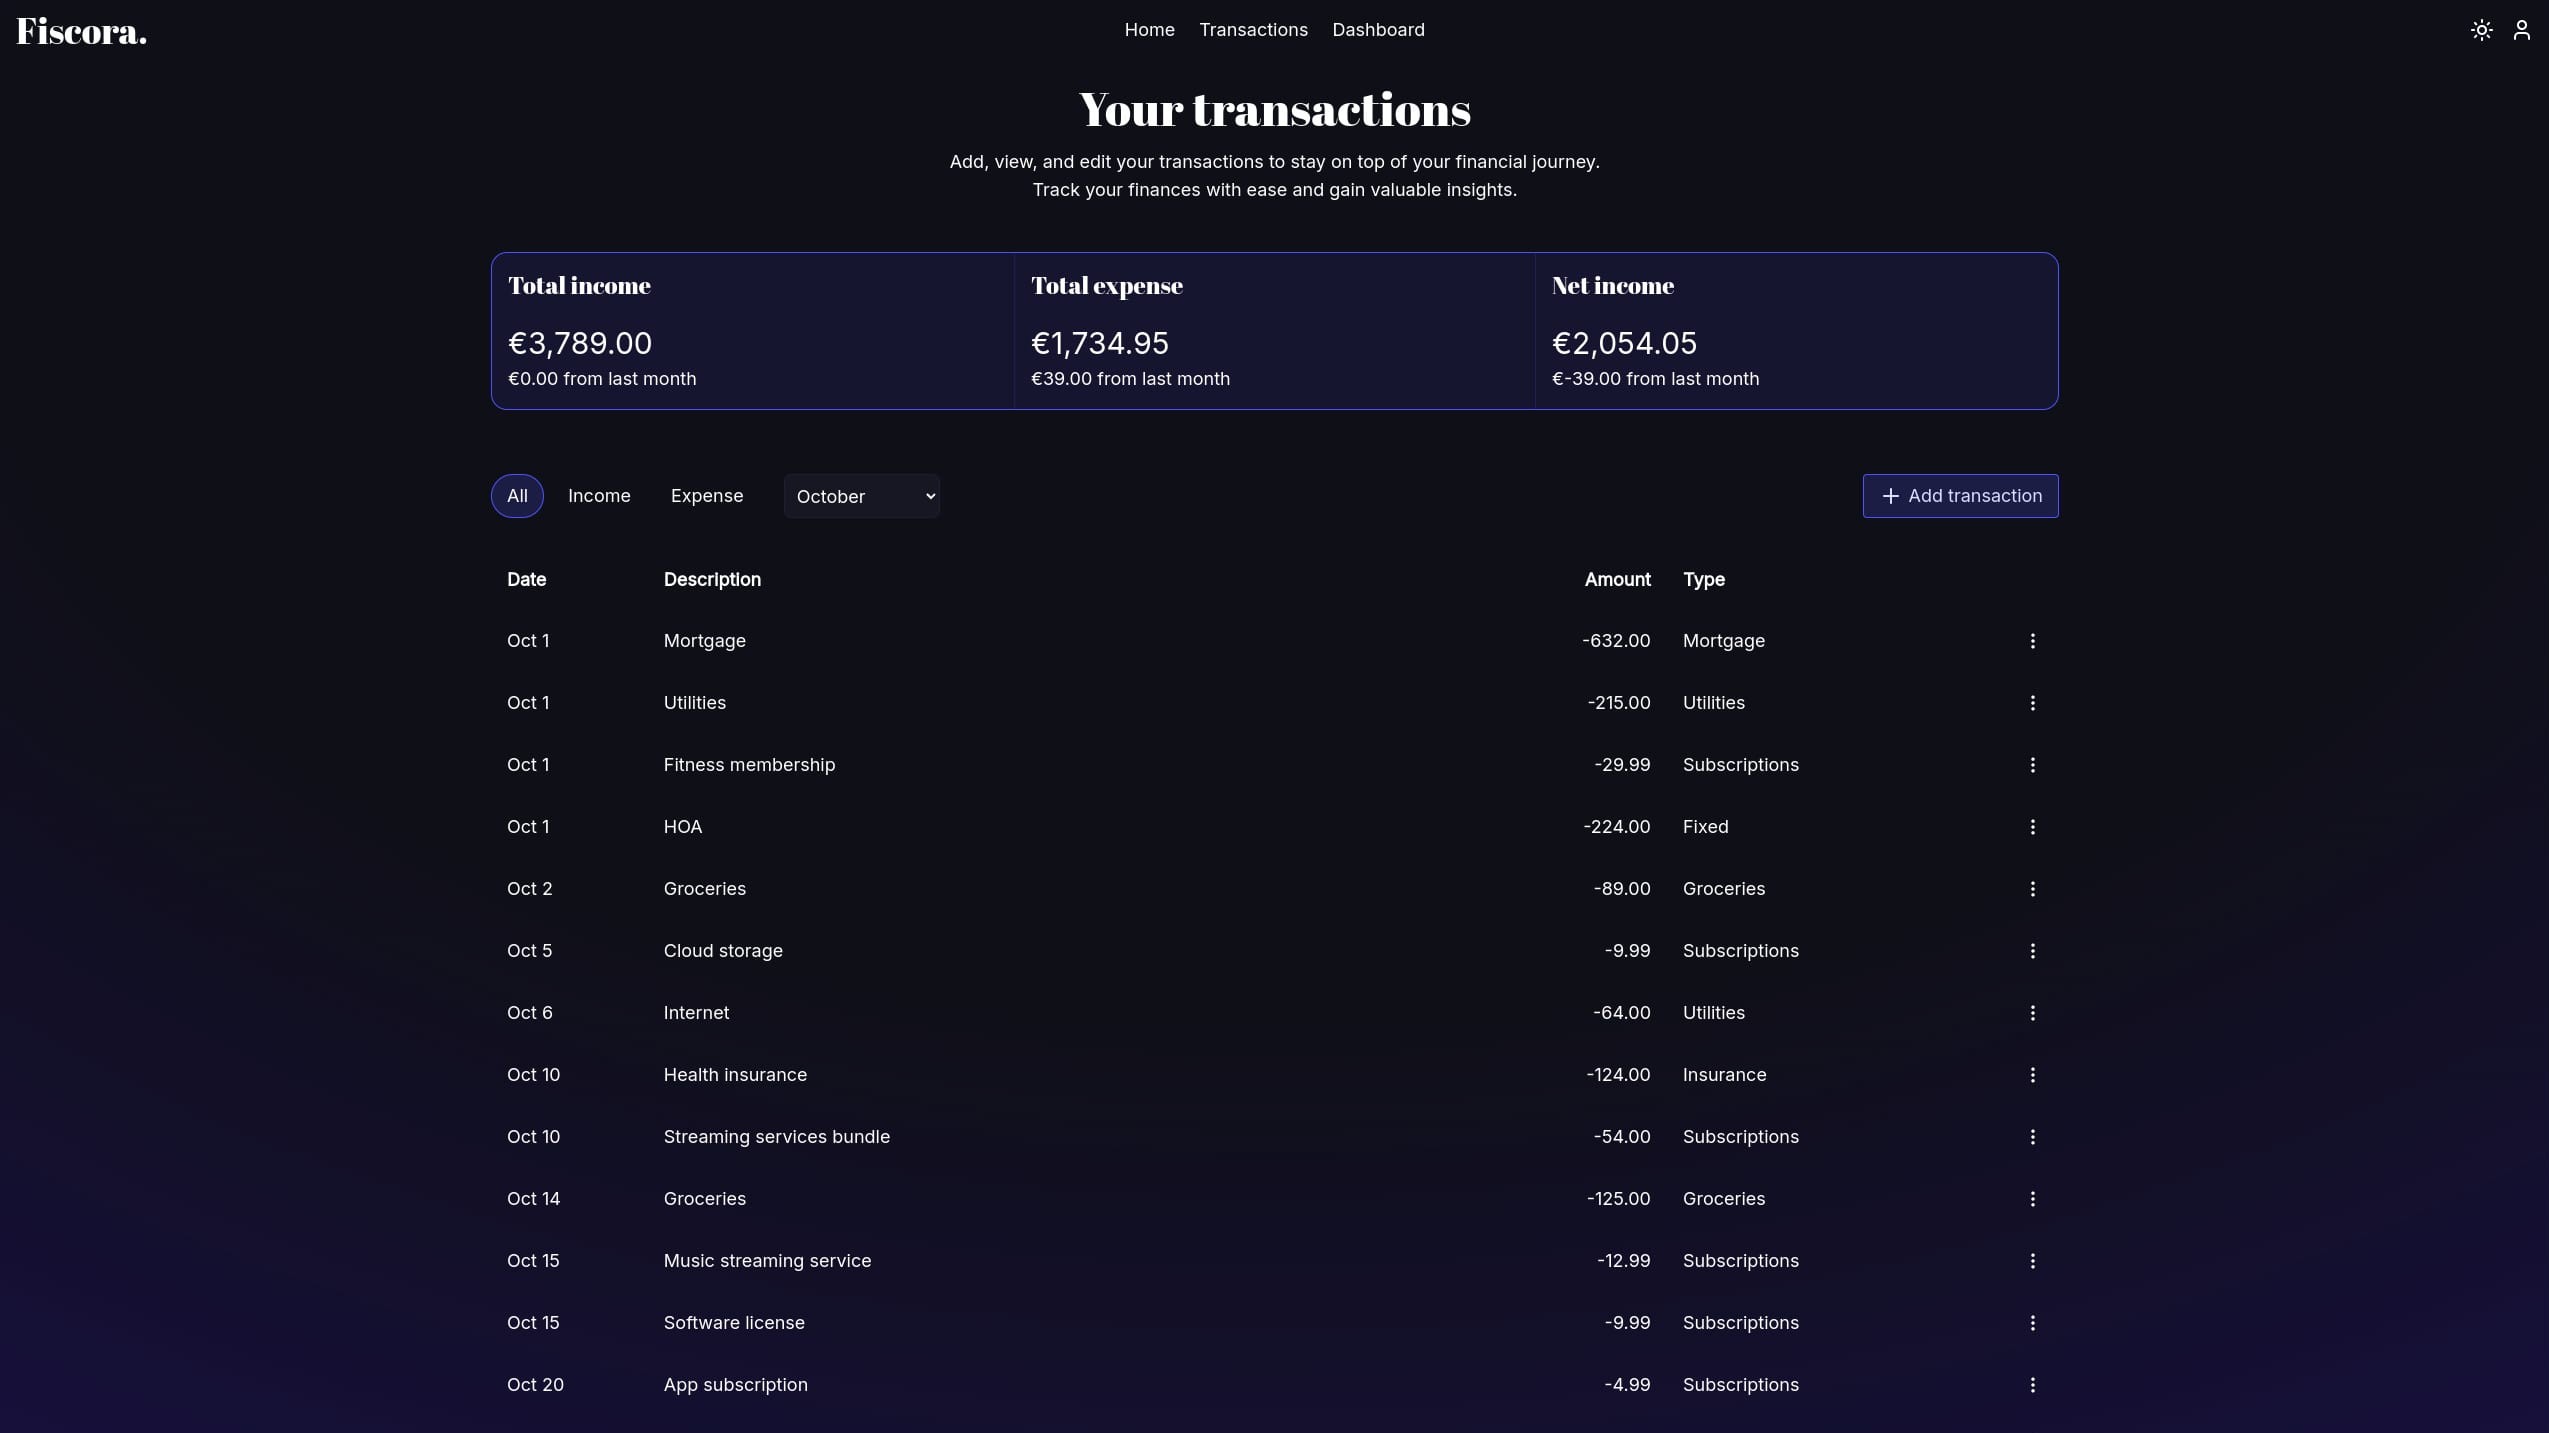 Fiscora.
Home Transactions Dashboard
Your transactions
Add, view, and edit your transactions to stay on top of your financial journey.
Track your finances with ease and gain valuable insights.
Total income
€3,789.00
€0.00 from last month
Total expense
€1,734.95
€39.00 from last month
Net income
€2,054.05
€-39.00 from last month
All Income Expense October Add transaction
Date Description Amount Type
Oct 1 Mortgage -632.00 Mortgage
Oct 1 Utilities -215.00 Utilities
Oct 1 Fitness membership -29.99 Subscriptions
Oct 1 HOA -224.00 Fixed
Oct 2 Groceries -89.00 Groceries
Oct 5 Cloud storage -9.99 Subscriptions
Oct 6 Internet -64.00 Utilities
Oct 10 Health insurance -124.00 Insurance
Oct 10 Streaming services bundle -54.00 Subscriptions
Oct 14 Groceries -125.00 Groceries
Oct 15 Music streaming service -12.99 Subscriptions
Oct 15 Software license -9.99 Subscriptions
Oct 20 App subscription -4.99 Subscriptions